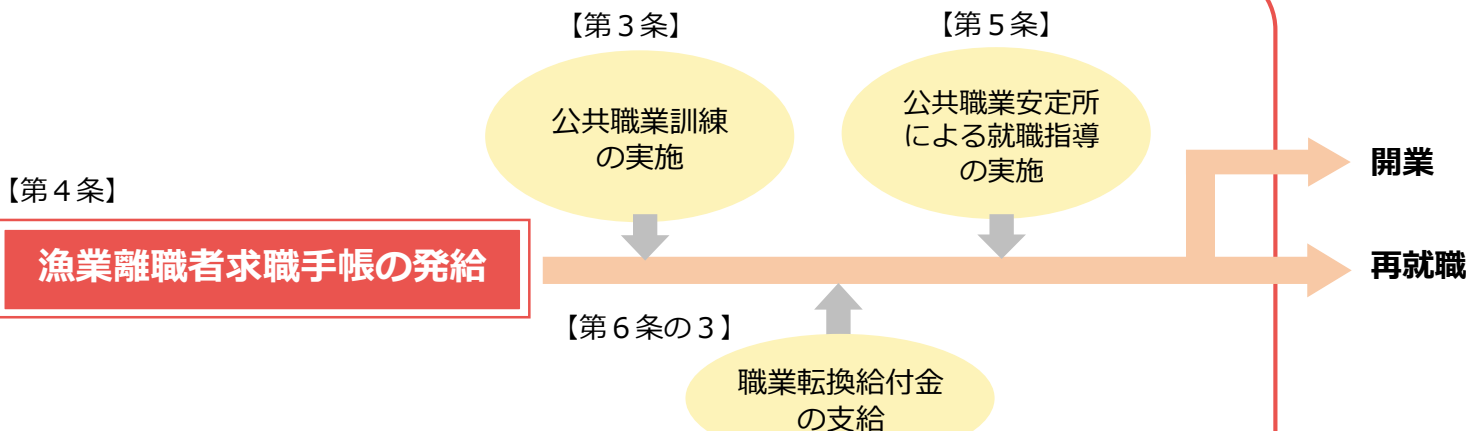 【第３条】
公共職業訓練
の実施
【第５条】
公共職業安定所
による就職指導
の実施
開業
【第４条】
漁業離職者求職手帳の発給
再就職
【第６条の３】
職業転換給付金
の支給